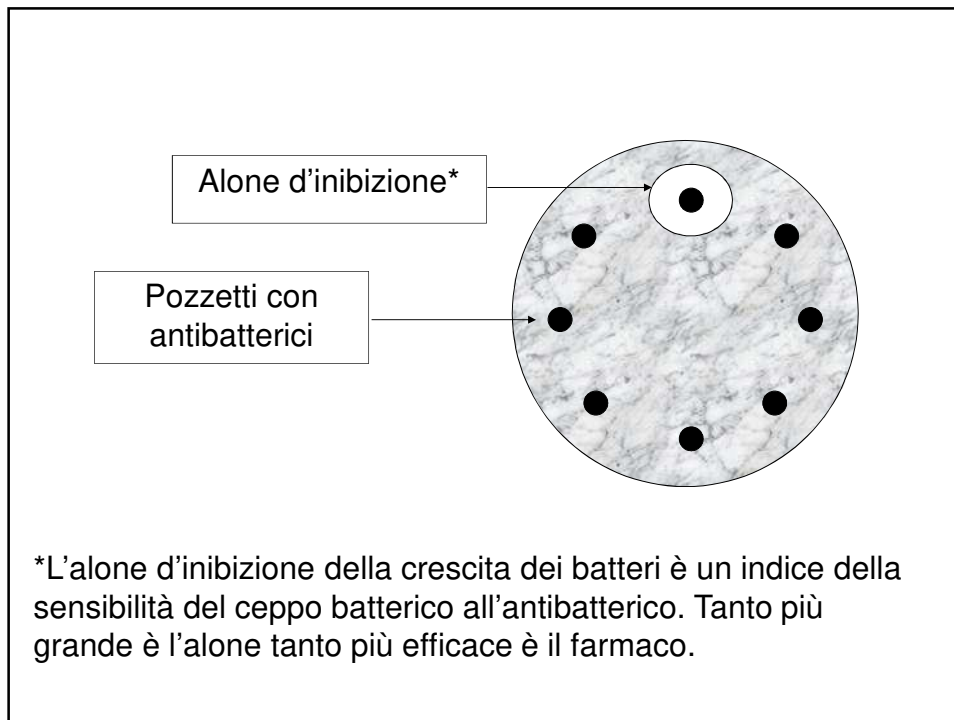 Alone d'inibizione*
Pozzetti con
antibatterici
*L'alone d'inibizione della crescita dei batteri è un indice della
sensibilità del ceppo batterico all'antibatterico. Tanto più
grande è l'alone tanto più efficace è il farmaco.